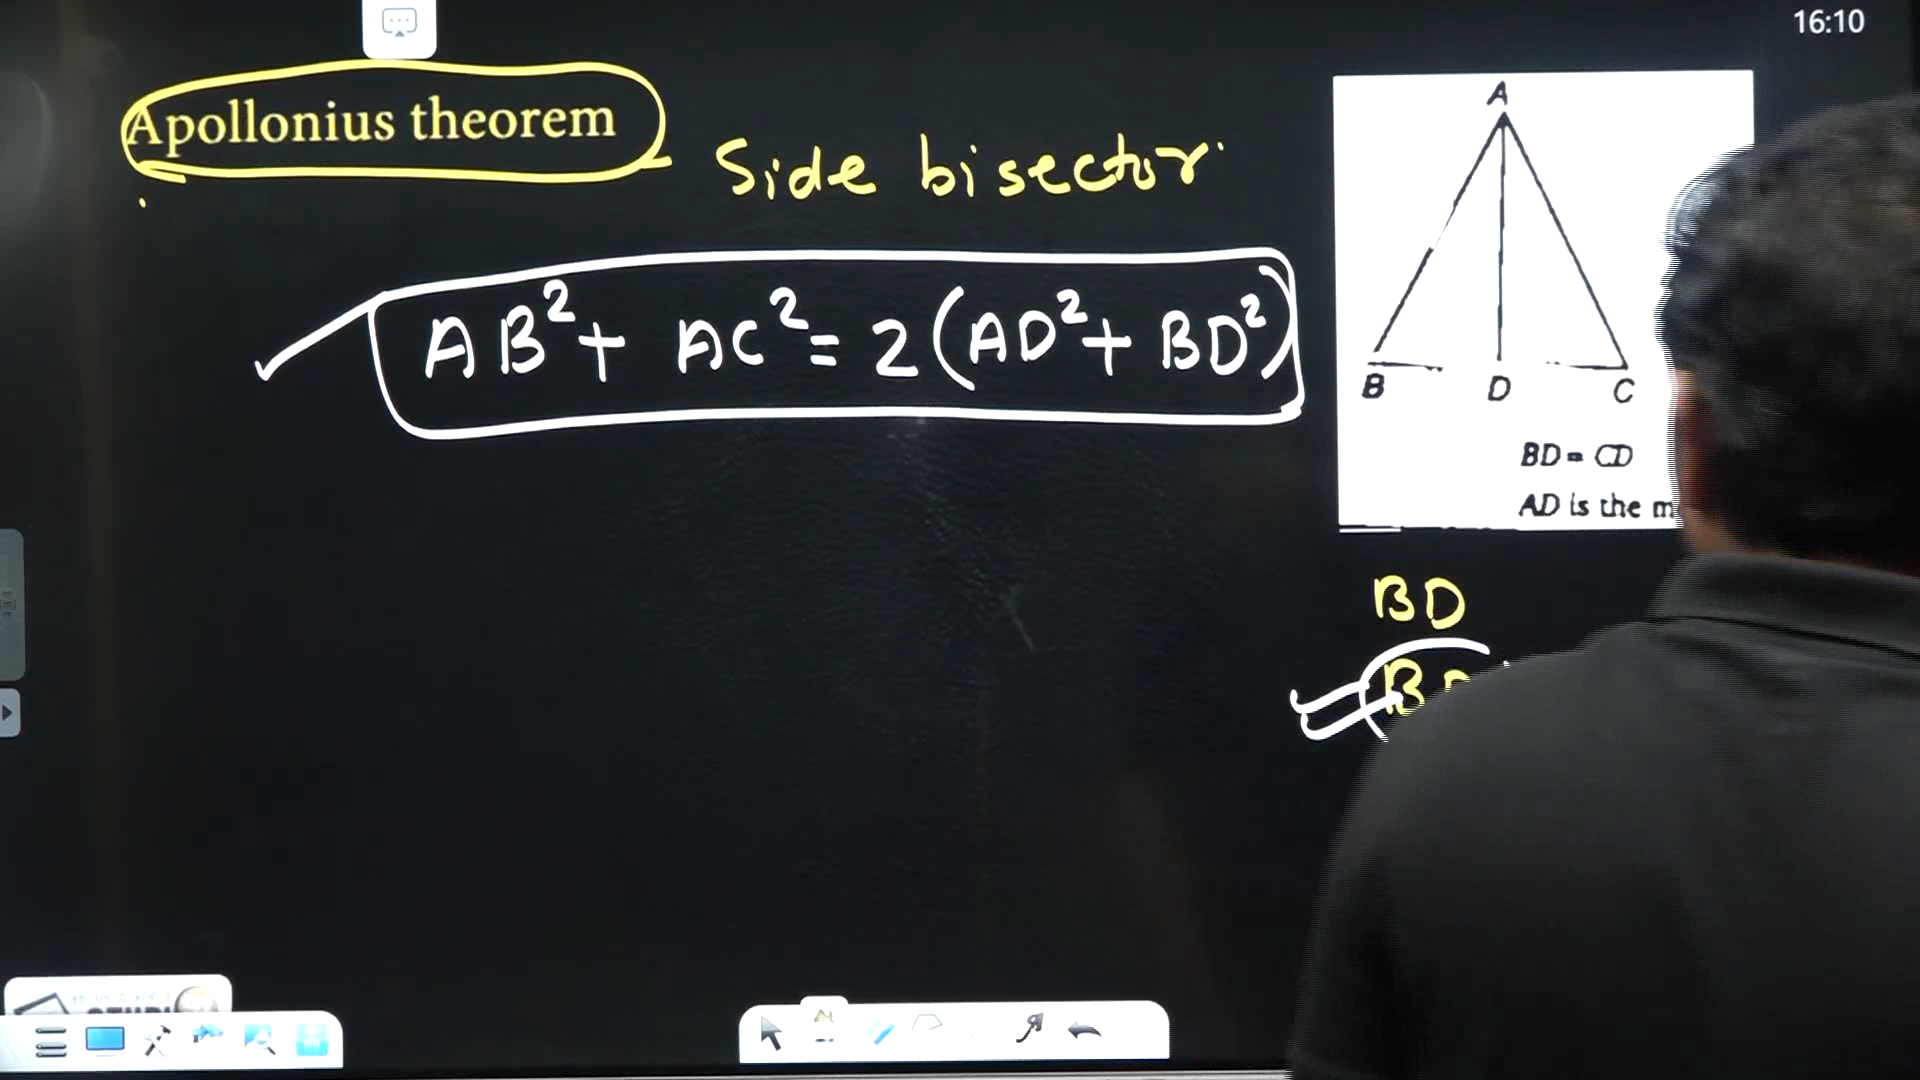 16:10
Apollonius theorem
Side bisector
AB²+ AC² = 2(AD²+ BD²)
A
B D C
BD = CD
AD is the
BD